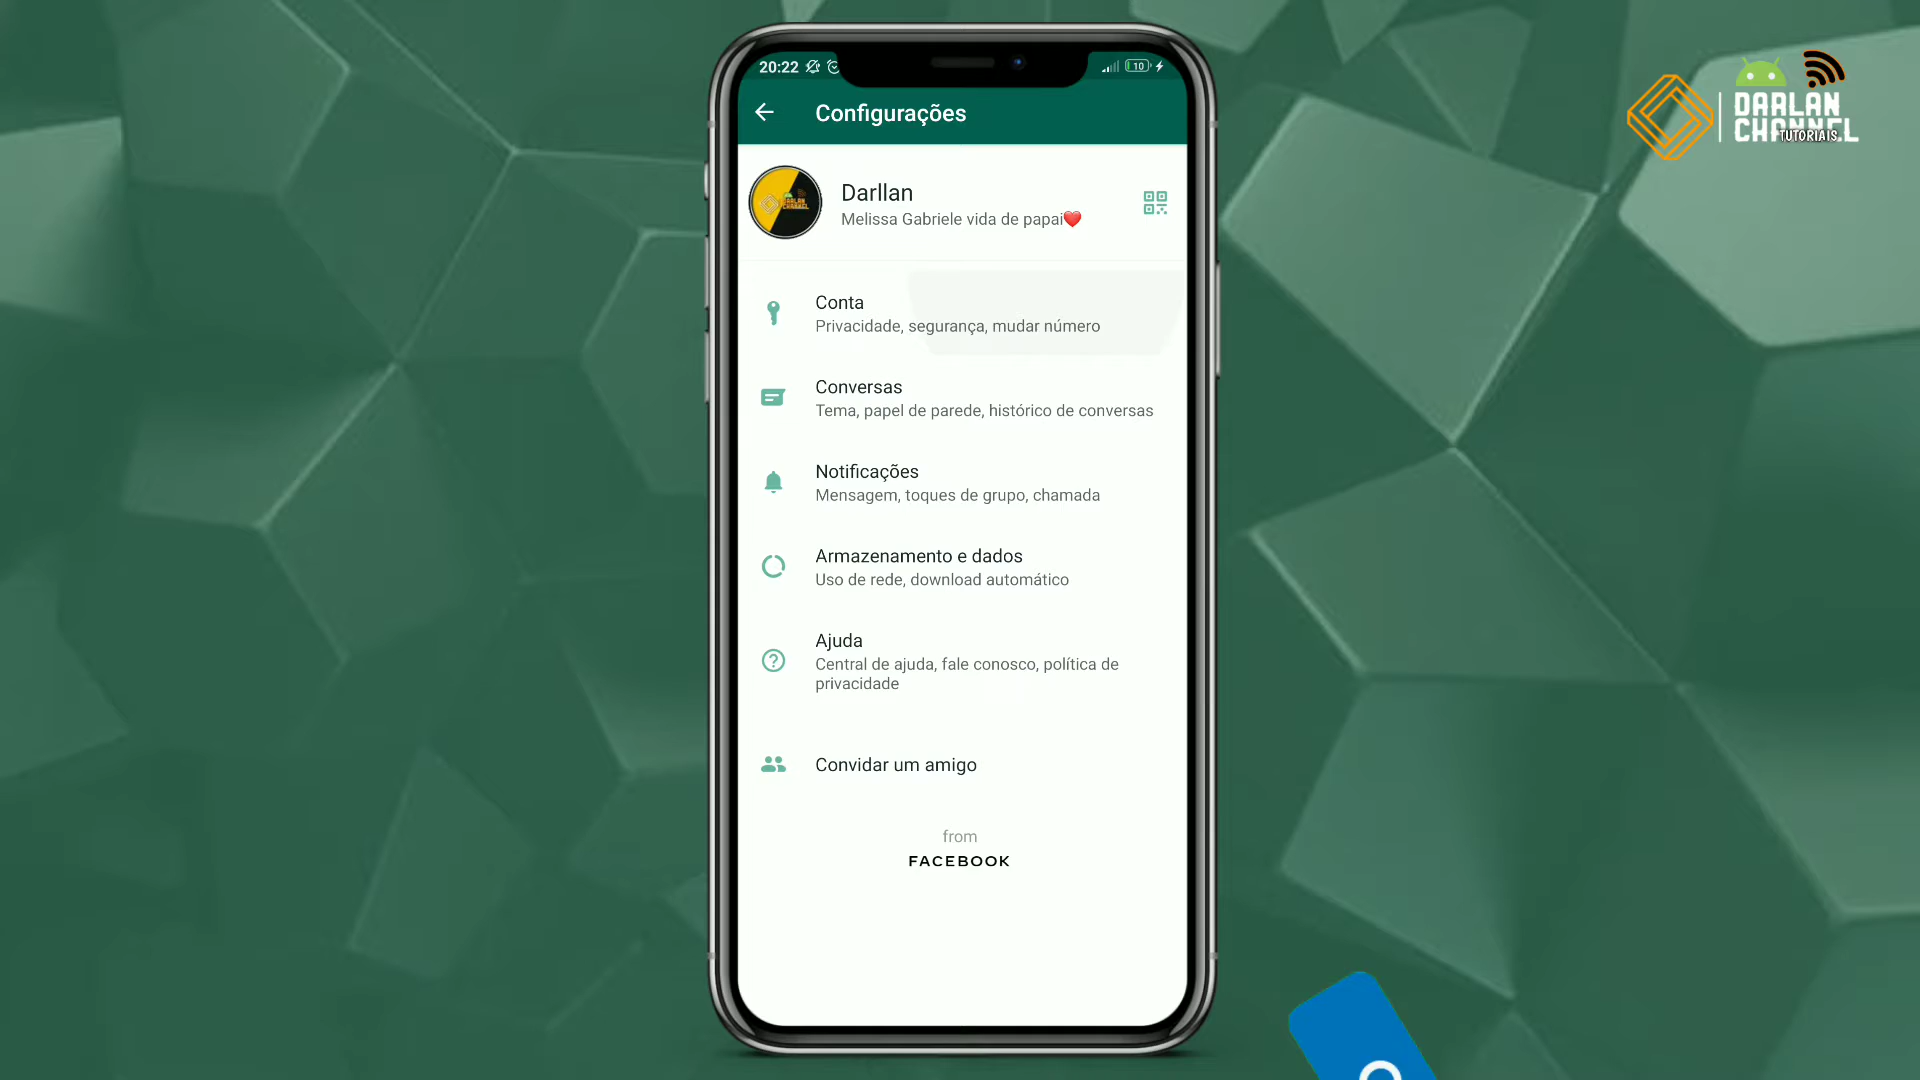 20:22
10
Configurações
Darllan
Melissa Gabriele vida de papai❤️
Conta
Privacidade, segurança, mudar número
Conversas
Tema, papel de parede, histórico de conversas
Notificações
Mensagem, toques de grupo, chamada
Armazenamento e dados
Uso de rede, download automático
Ajuda
Central de ajuda, fale conosco, política de
privacidade
Convidar um amigo
from
FACEBOOK
DARLAN
CHANNEL
TUTORIAIS